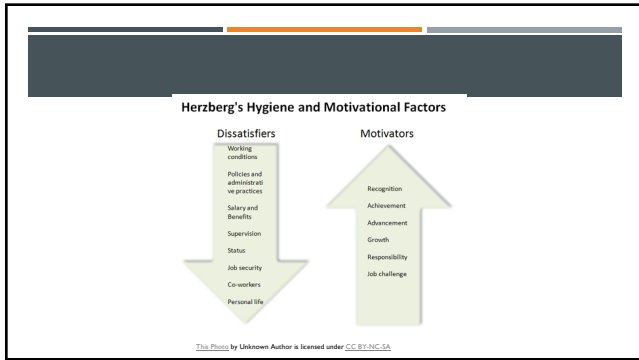 Herzberg's Hygiene and Motivational Factors
Dissatisfiers
Working
conditions
Policies and
administrati
ve practices
Salary and
Benefits
Supervision
Status
Job security
Co-workers
Personal life
Motivators
Recognition
Achievement
Advancement
Growth
Responsibility
Job challenge
This Photo by Unknown Author is licensed under CC BY-NC-SA